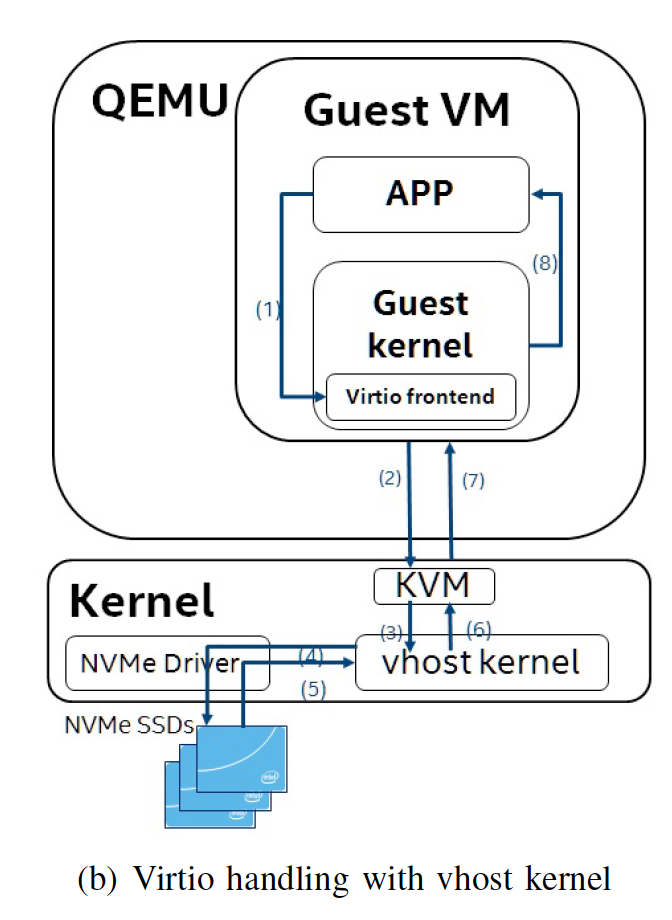 QEMU
Guest VM
APP
(8)
(1)
Guest
kernel
Virtio frontend
(2)
(7)
Kernel
KVM
(3)
(6)
NVMe Driver
(4)
vhost kernel
(5)
NVMe SSDs
intel
intel
intel
(b) Virtio handling with vhost kernel